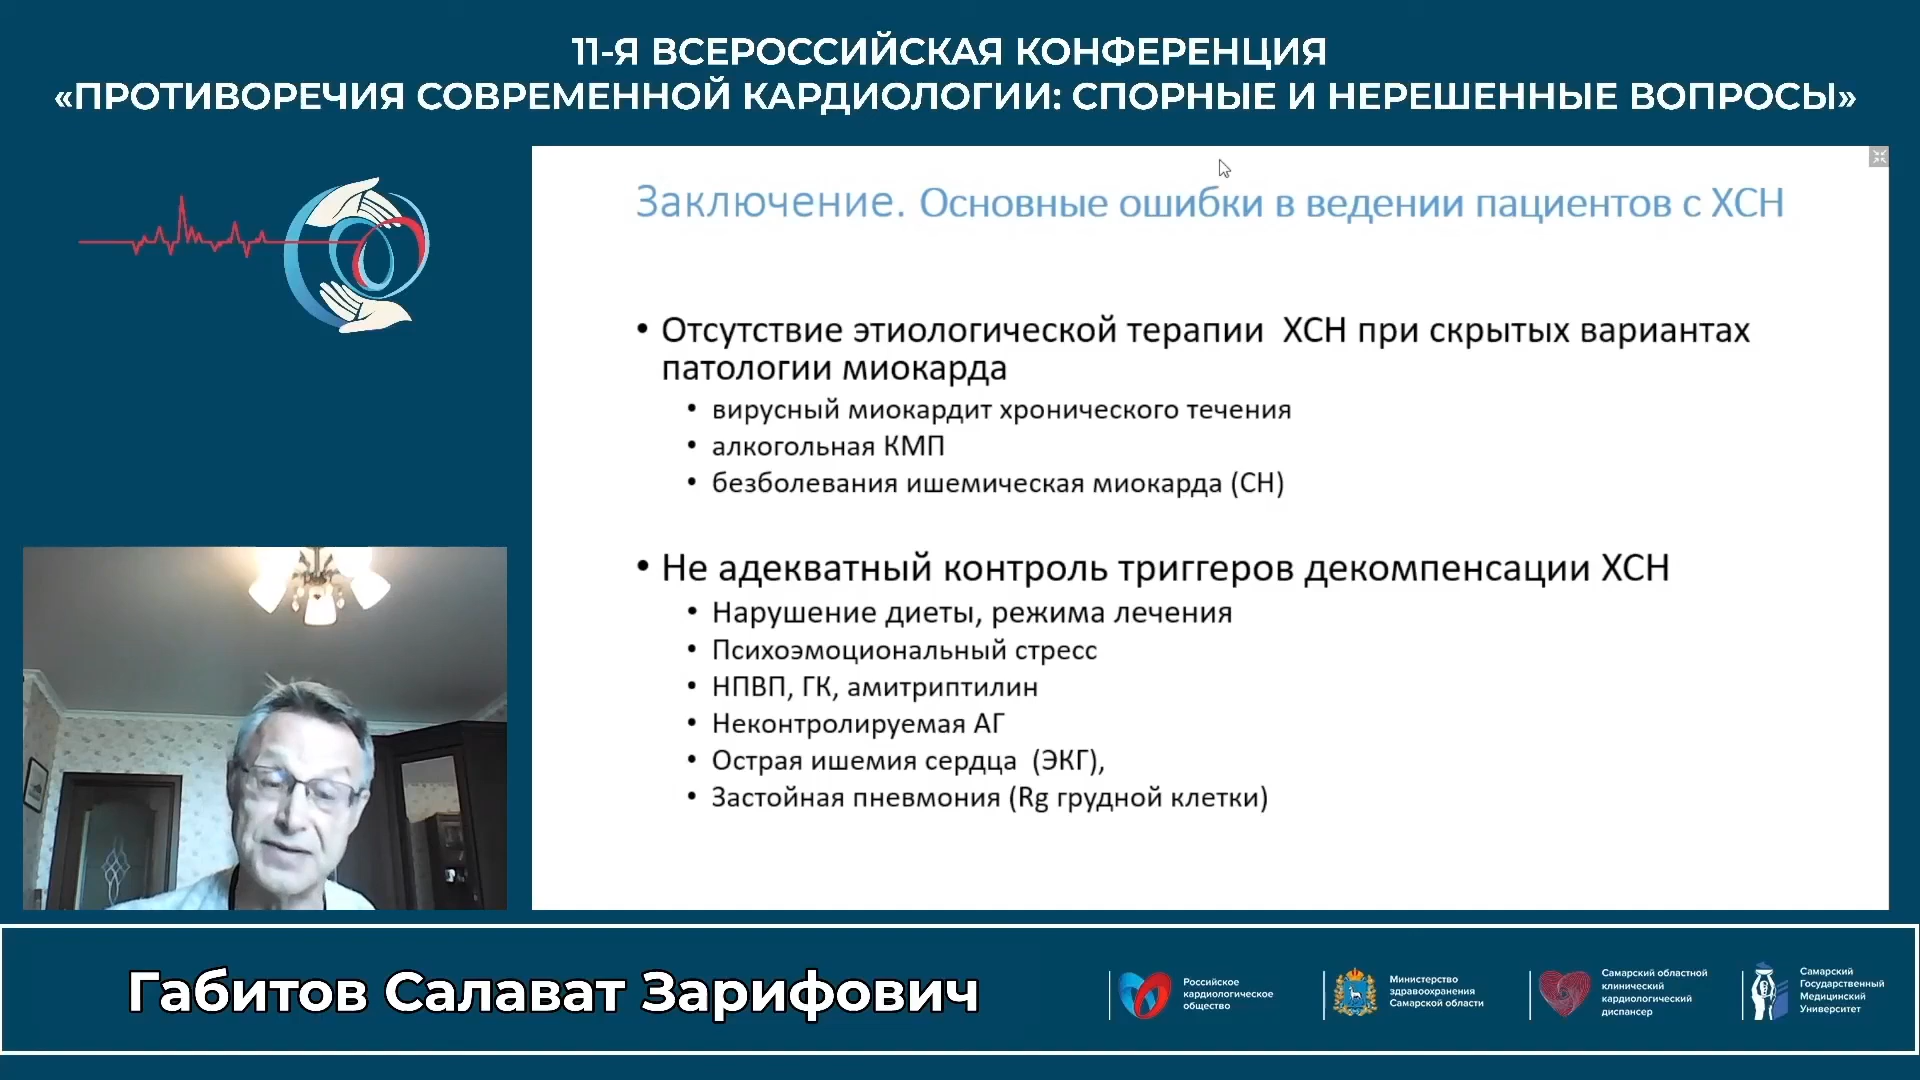 11-Я ВСЕРОССИЙСКАЯ КОНФЕРЕНЦИЯ
«ПРОТИВОРЕЧИЯ СОВРЕМЕННОЙ КАРДИОЛОГИИ: СПОРНЫЕ И НЕРЕШЕННЫЕ ВОПРОСЫ»
Заключение. Основные ошибки в ведении пациентов с ХСН
• Отсутствие этиологической терапии ХСН при скрытых вариантах
патологии миокарда
• вирусный миокардит хронического течения
• алкогольная КМП
• безболевания ишемическая миокарда (СН)
• Не адекватный контроль триггеров декомпенсации ХСН
• Нарушение диеты, режима лечения
• Психоэмоциональный стресс
• НПВП, ГК, амитриптилин
• Неконтролируемая АГ
• Острая ишемия сердца (ЭКГ),
• Застойная пневмония (Rg грудной клетки)
Габитов Салават Зарифович
Российское
кардиологическое
общество
Министерство
здравоохранения
Самарской области
Самарский областной
клинический
кардиологический
диспансер
Самарский
Государственный
Медицинский
Университет